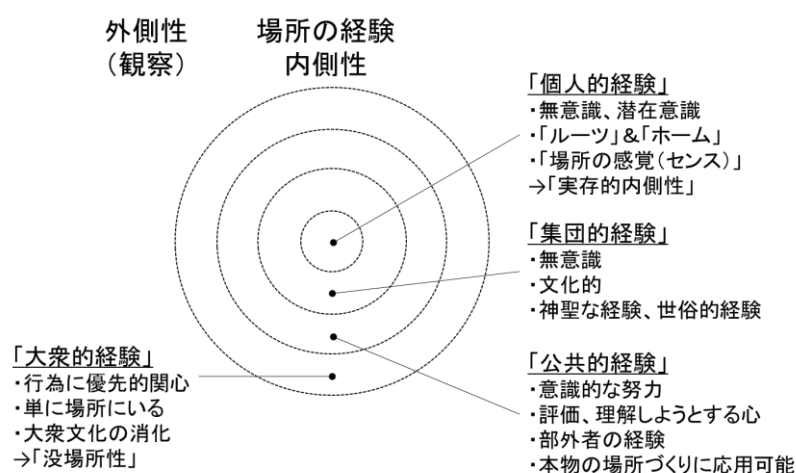 外側性
（観察）
場所の経験
内側性
「個人的経験」
・無意識、潜在意識
・「ルーツ」&「ホーム」
・「場所の感覚（センス）」
→「実存的内側性」
「集団的経験」
・無意識
・文化的
・神聖な経験、世俗的経験
「公共的経験」
・意識的な努力
・評価、理解しようとする心
・部外者の経験
・本物の場所づくりに応用可能
「大衆的経験」
・行為に優先的関心
・単に場所にいる
・大衆文化の消化
→「没場所性」